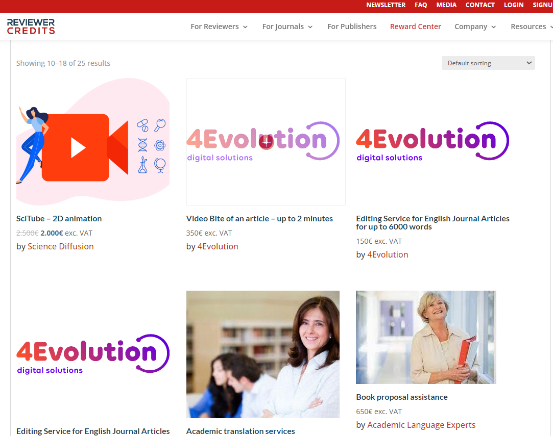 NEWSLETTER FAQ MEDIA CONTACT LOGIN SIGNU
REVIEWER
CREDITS
For Reviewers For Journals For Publishers Reward Center Company Resources
Showing 10–18 of 25 results
Default sorting
4Evolution
digital solutions
4Evolution
digital solutions
SciTube – 2D animation
2.500€ 2.000€ exc. VAT
by Science Diffusion
Video Bite of an article – up to 2 minutes
350€ exc. VAT
by 4Evolution
Editing Service for English Journal Articles
for up to 6000 words
150€ exc. VAT
by 4Evolution
4Evolution
digital solutions
Editing Service for English Journal Articles
Academic translation services
Book proposal assistance
650€ exc. VAT
by Academic Language Experts